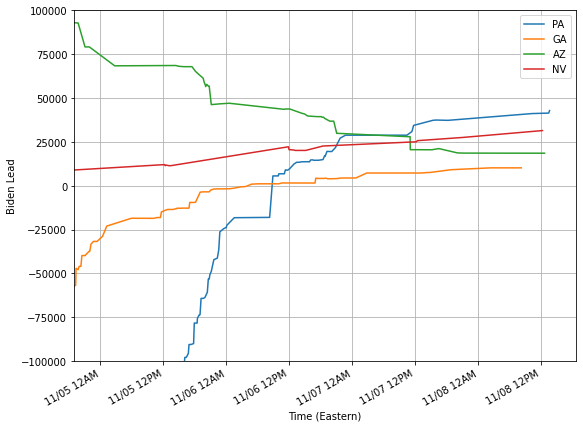 100000
75000
50000
25000
0
−25000
−50000
−75000
−100000
Biden Lead
PA
GA
AZ
NV
11/05 12AM
11/05 12PM
11/06 12AM
11/06 12PM
11/07 12AM
11/07 12PM
11/08 12AM
11/08 12PM
Time (Eastern)